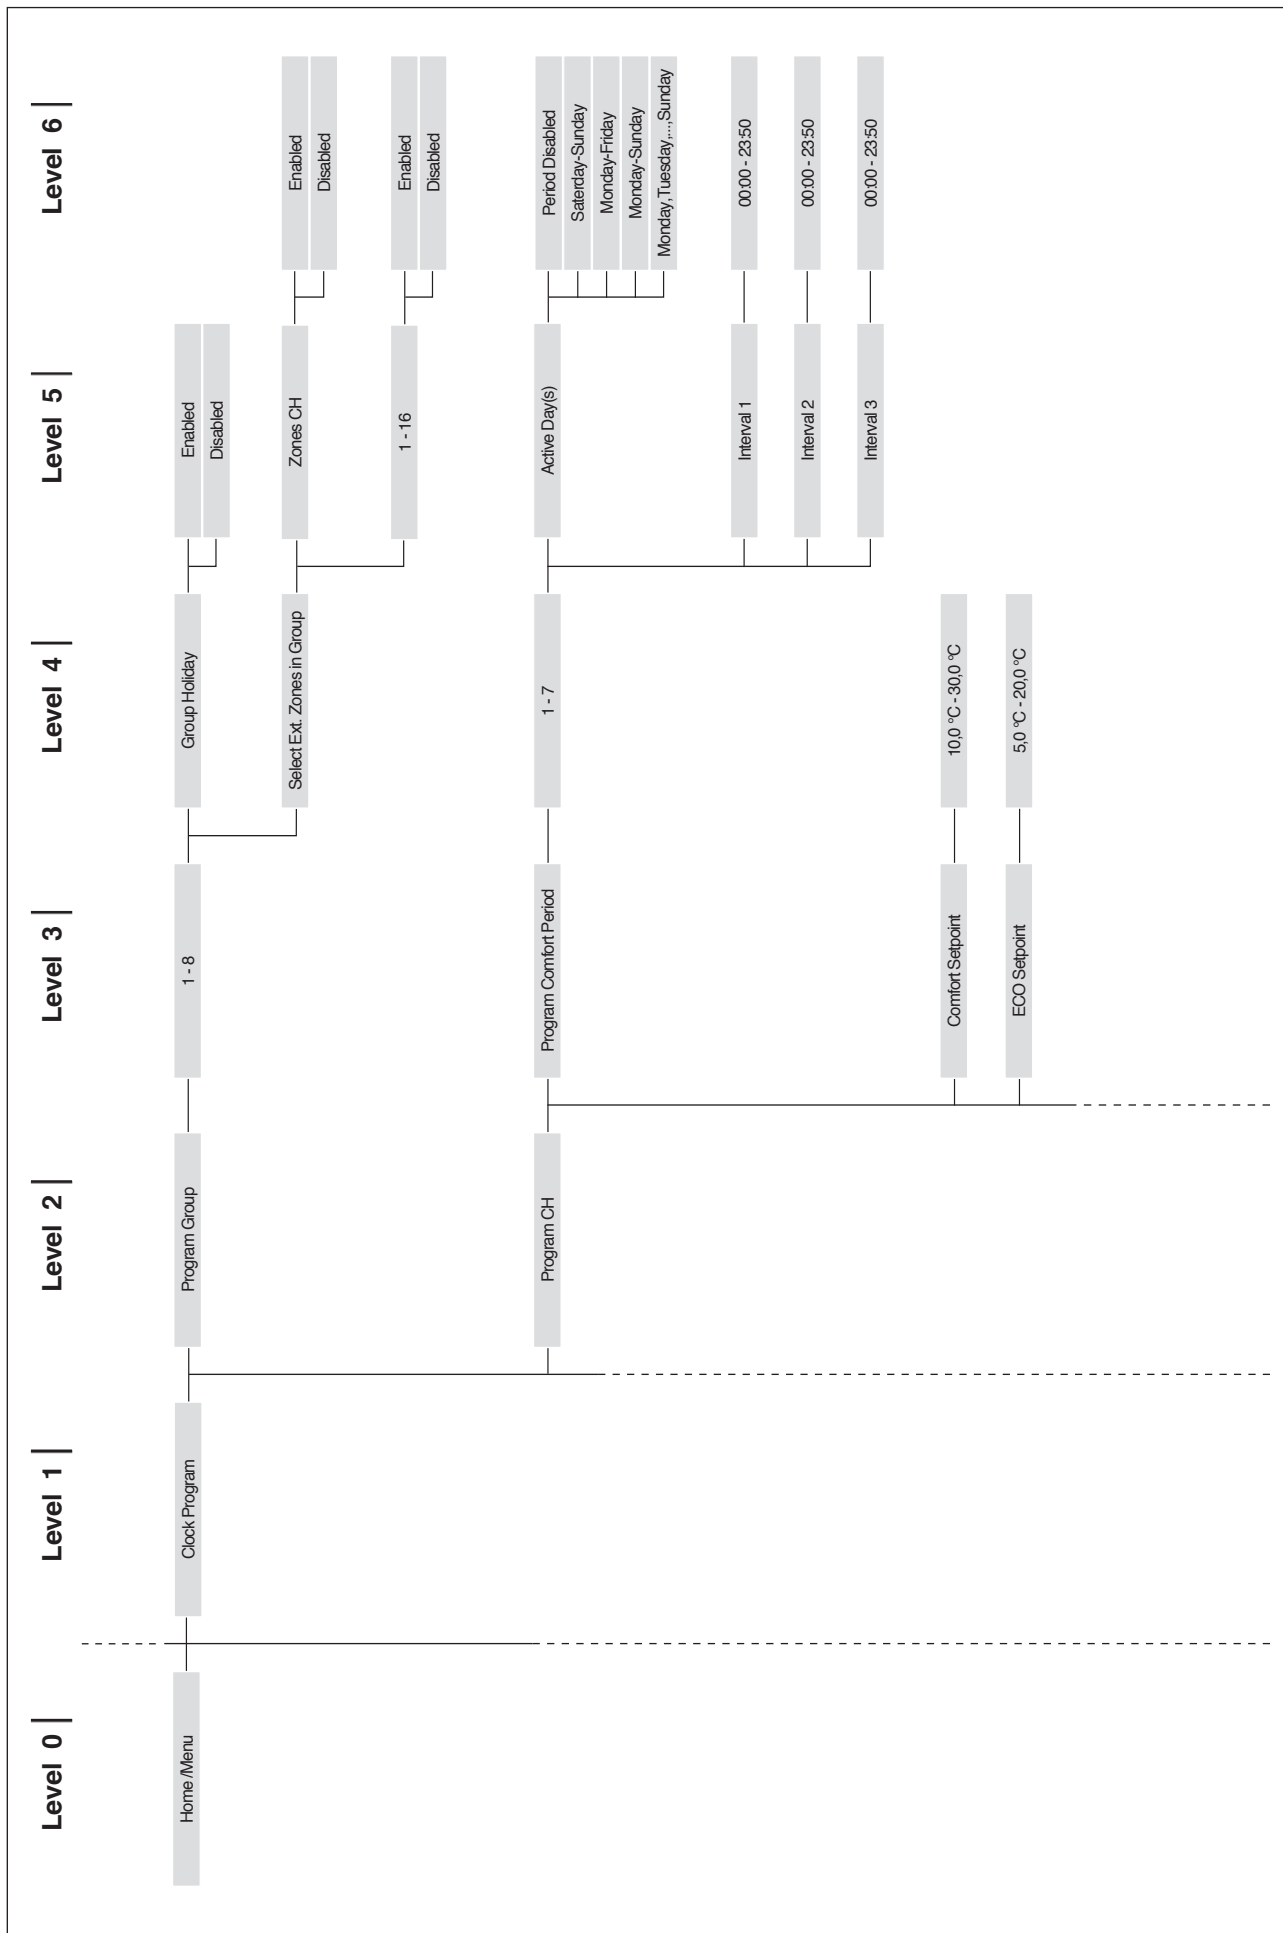 Level 0
Level 1
Level 2
Level 3
Level 4
Level 5
Level 6
Home /Menu
Clock Program
Program Group
1 - 8
Group Holiday
Enabled
Disabled
Select Ext. Zones in Group
Zones CH
Enabled
Disabled
1 - 16
Enabled
Disabled
Program CH
Program Comfort Period
1 - 7
Active Day(s)
Period Disabled
Saterday-Sunday
Monday-Friday
Monday-Sunday
Monday,Tuesday,...,Sunday
Interval 1
00:00 - 23:50
Interval 2
00:00 - 23:50
Interval 3
00:00 - 23:50
Comfort Setpoint
10,0 °C - 30,0 °C
ECO Setpoint
5,0 °C - 20,0 °C